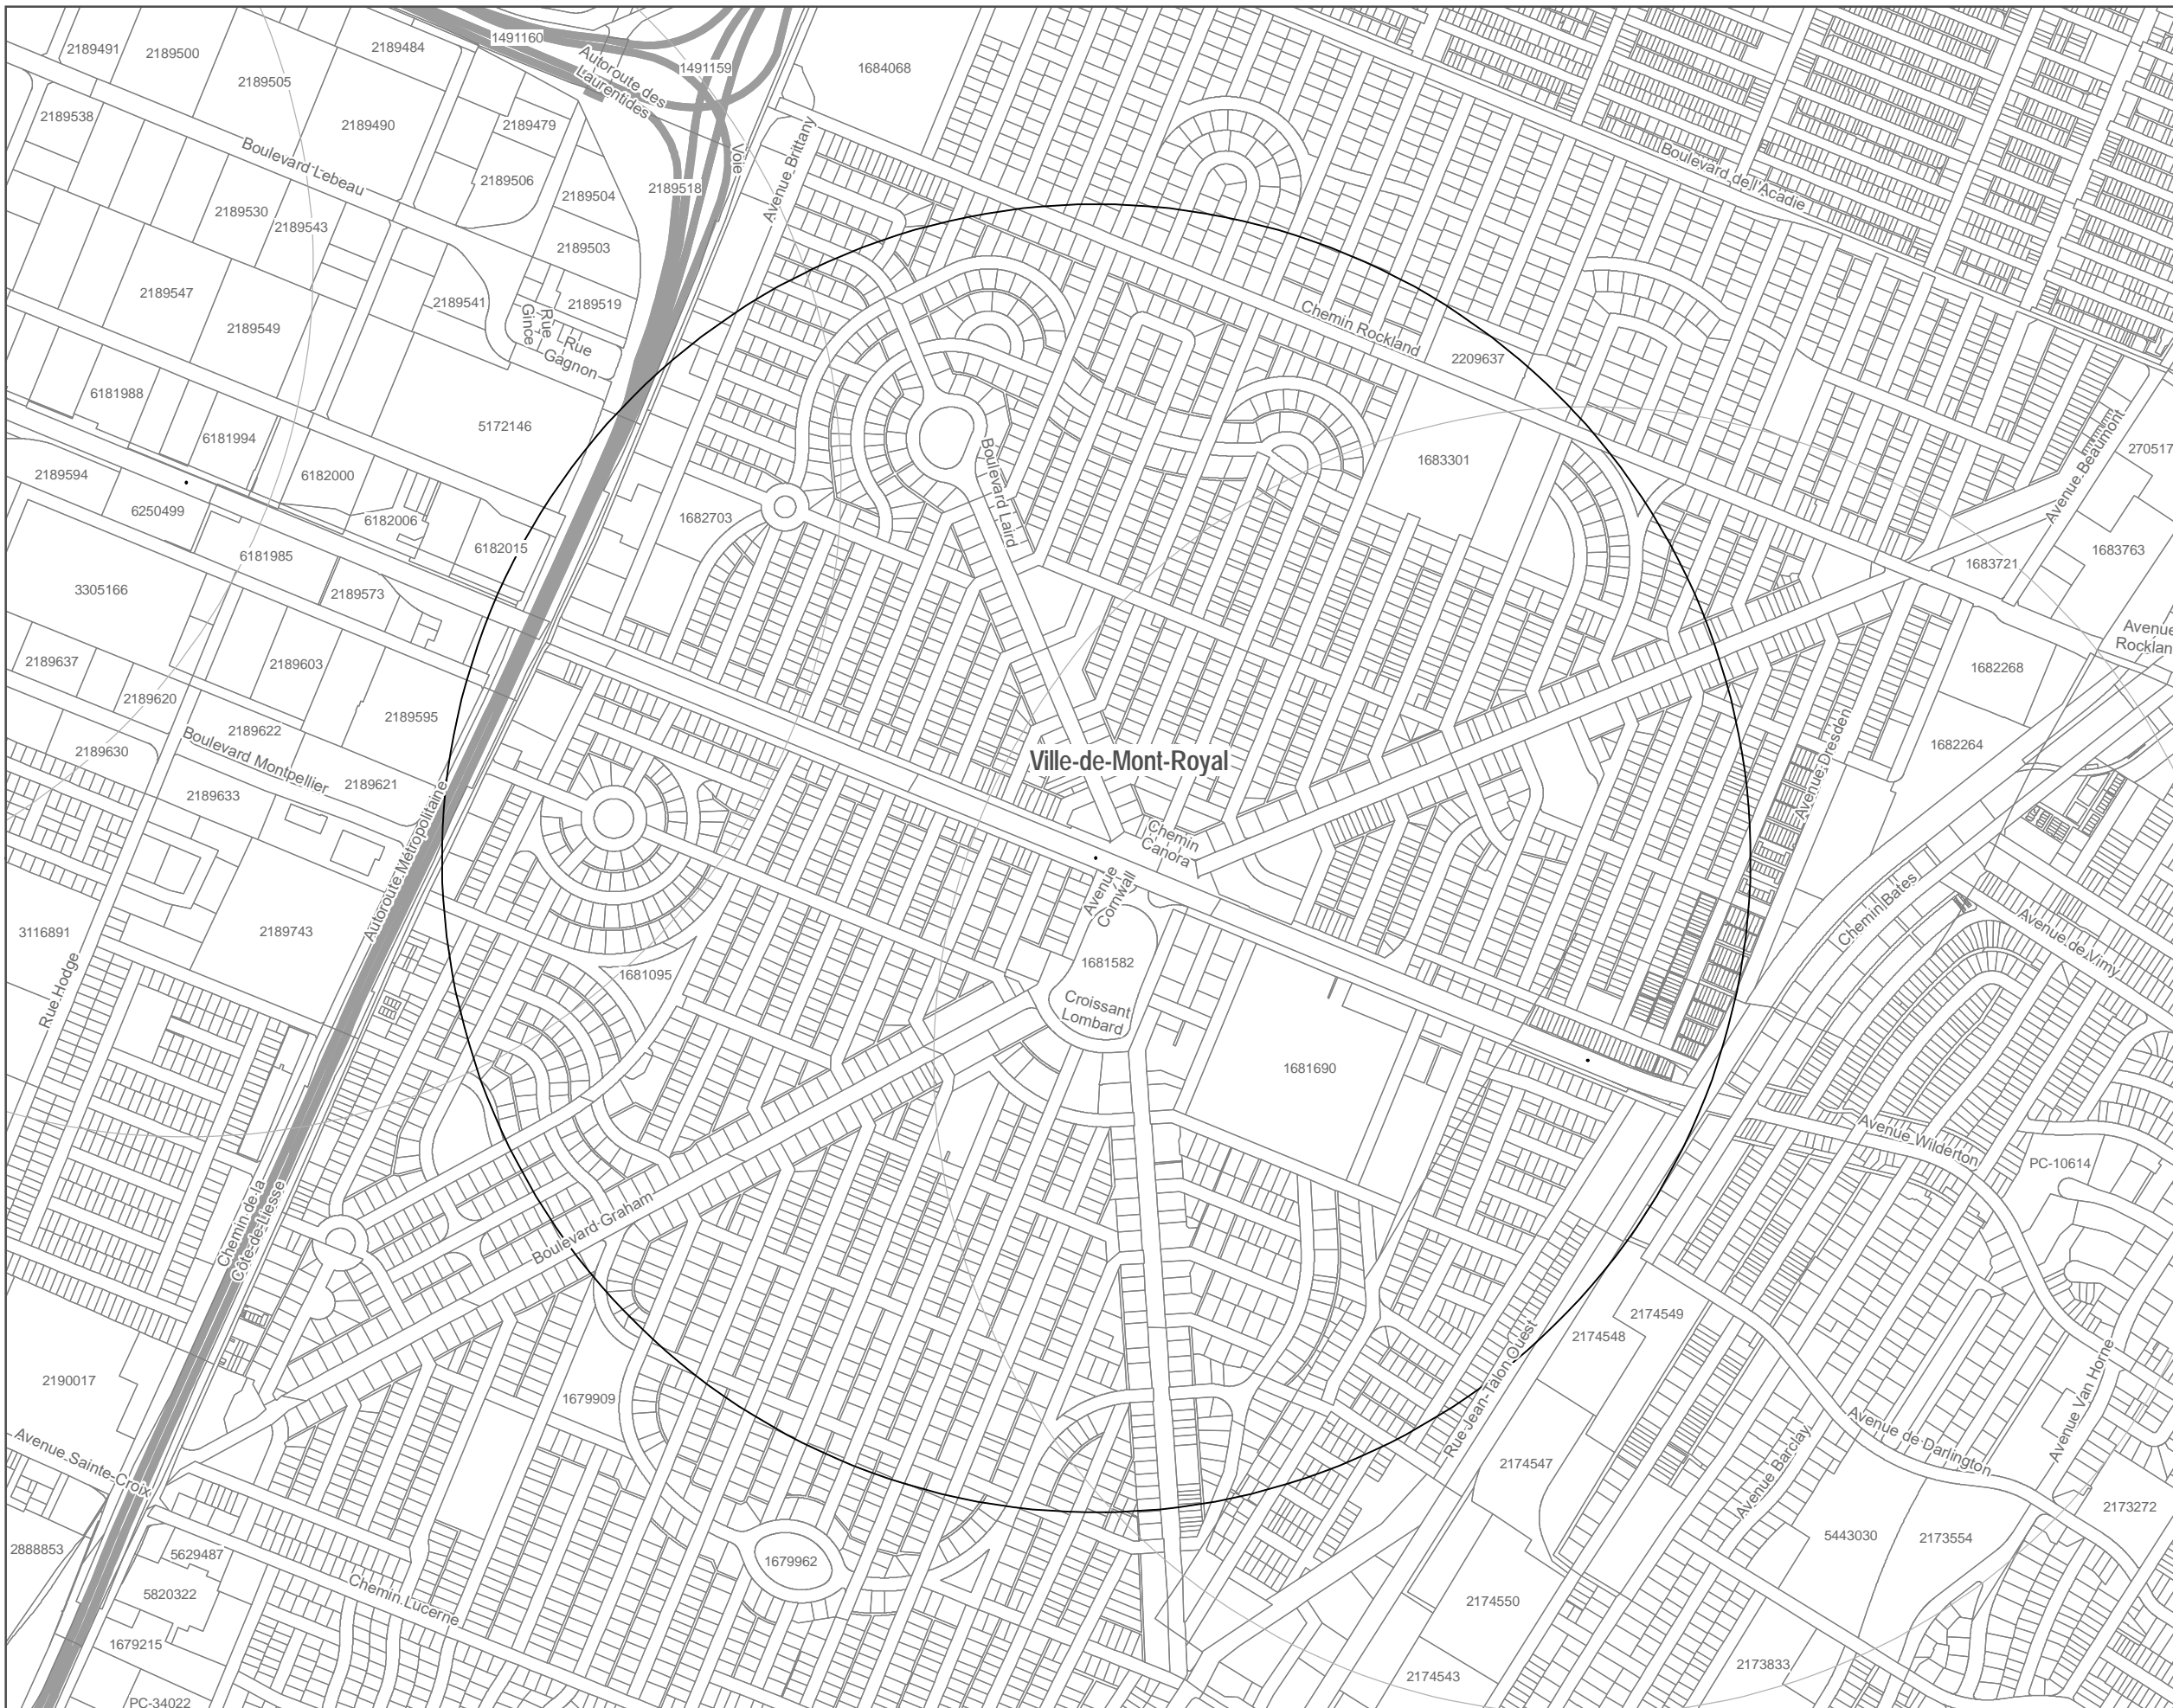 1491160
2189491
2189500
2189484
2189505
Autoroute des
Laurentides
1491159
1684068
2189538
2189490
2189479
Boulevard Lebeau
Voie
Avenue Brittany
Boulevard de l'Acadie
2189506
2189504
2189518
2189530
2189543
2189503
2189547
2189541
2189519
Rue
Gince
Rue
Gagnon
2189549
Chemin Rockland
2209637
6181988
6181994
5172146
Boulevard Laird
1683301
Avenue Beaumont
270517
2189594
6182000
6250499
6182006
1682703
6181985
6182015
1683763
1683721
3305166
2189573
Avenue
Rocklan
2189637
2189603
1682268
2189620
2189595
2189622
1682264
Boulevard Montpellier
2189630
Ville-de-Mont-Royal
Avenue Dresden
2189621
2189633
Autoroute Métropolitaine
Chemin
Canora
Avenue
Cornwall
Chemin Bates
3116891
2189743
Avenue de Vimy
1681095
1681582
Rue Hodge
Croissant
Lombard
1681690
Avenue Wilderton
PC-10614
Chemin de la
Côte-de-Liesse
Boulevard Graham
2174549
2174548
Rue Jean-Talon Ouest
2190017
1679909
Avenue Van Horne
Avenue de Darlington
Avenue Barclay
Avenue Sainte-Croix
2174547
2173272
2888853
5629487
1679962
5443030
2173554
Chemin Lucerne
5820322
2174550
1679215
2174543
2173833
PC-34022